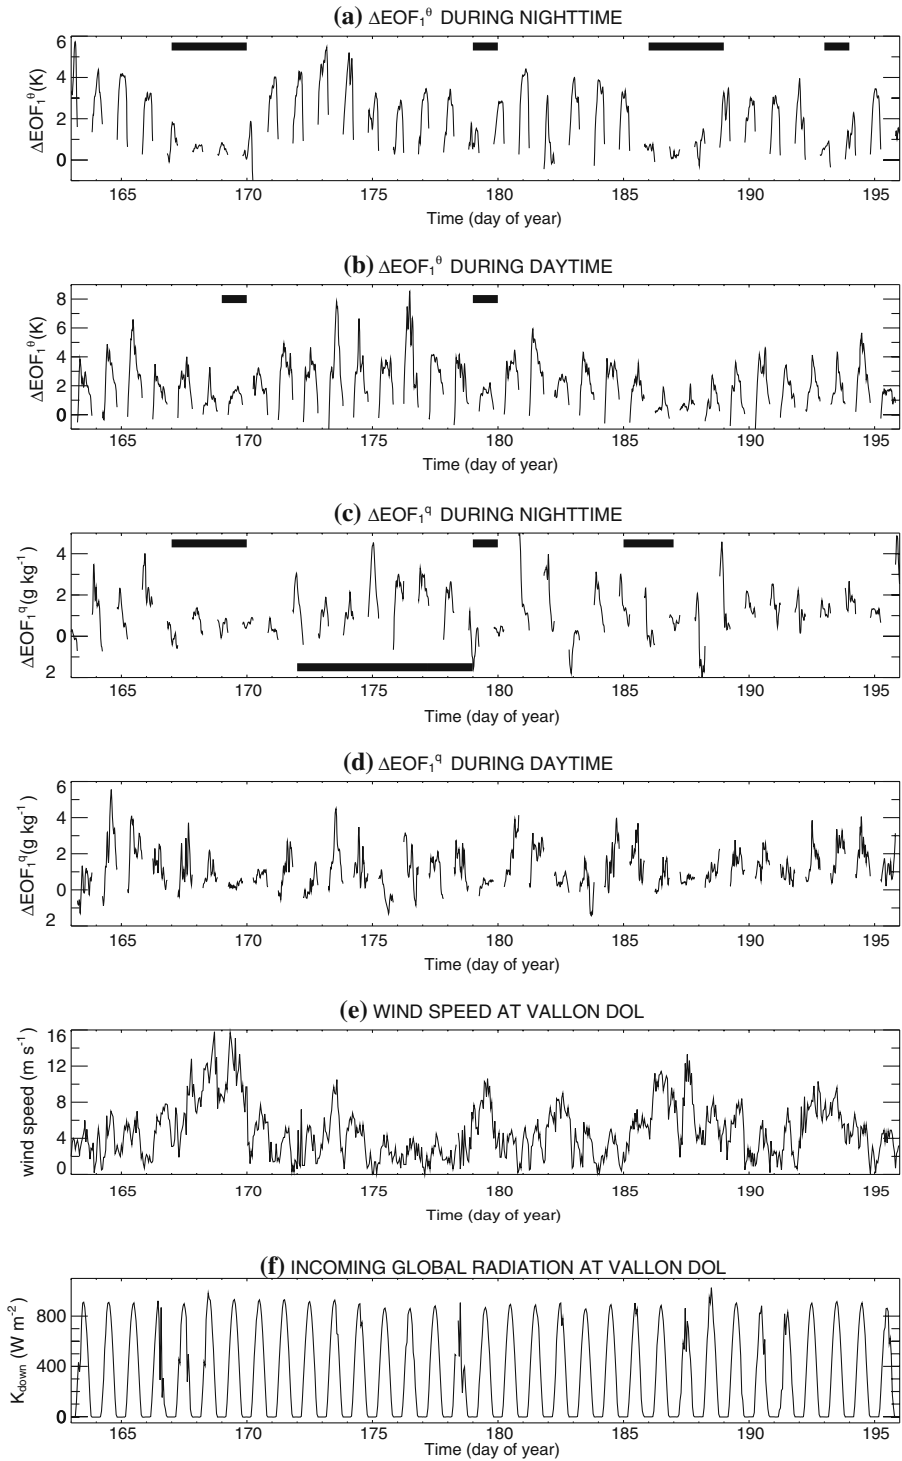 (a) ΔEOF₁^θ DURING NIGHTTIME
6
4
2
0
ΔEOF₁^θ(K)
165 170 175 180 185 190 195
Time (day of year)
(b) ΔEOF₁^θ DURING DAYTIME
8
6
4
2
0
ΔEOF₁^θ(K)
165 170 175 180 185 190 195
Time (day of year)
(c) ΔEOF₁^q DURING NIGHTTIME
4
2
0
2
ΔEOF₁^q(g kg⁻¹)
165 170 175 180 185 190 195
Time (day of year)
(d) ΔEOF₁^q DURING DAYTIME
6
4
2
0
2
ΔEOF₁^q(g kg⁻¹)
165 170 175 180 185 190 195
Time (day of year)
(e) WIND SPEED AT VALLON DOL
16
12
8
4
0
wind speed (m s⁻¹)
165 170 175 180 185 190 195
Time (day of year)
(f) INCOMING GLOBAL RADIATION AT VALLON DOL
800
400
0
K_down (W m⁻²)
165 170 175 180 185 190 195
Time (day of year)